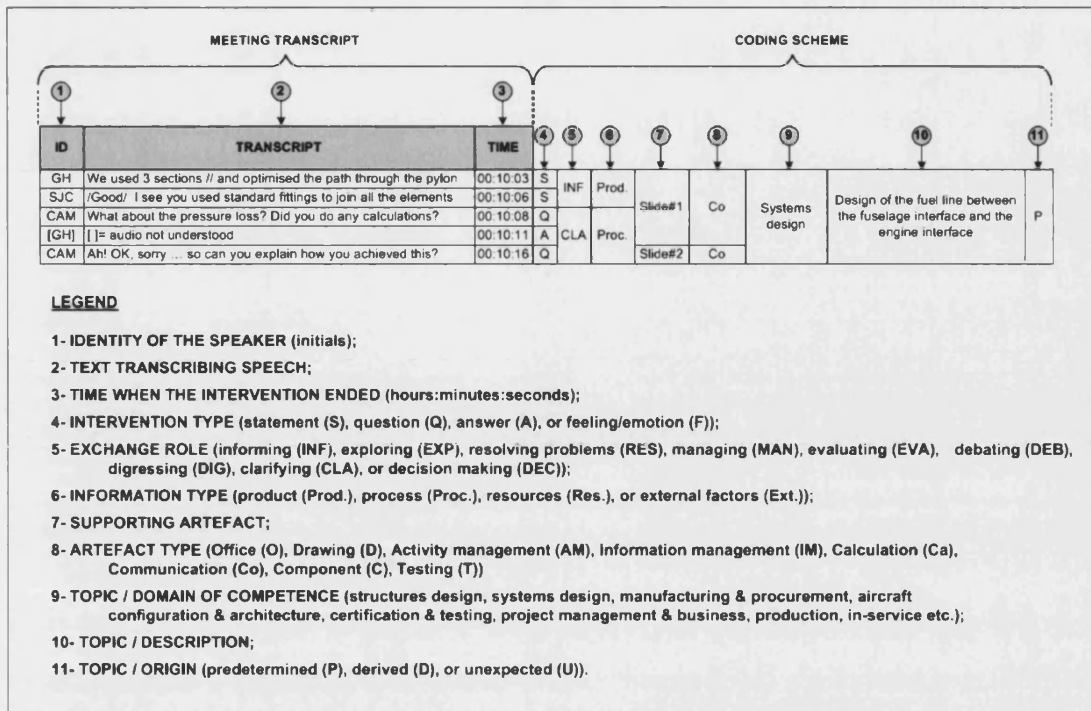 MEETING TRANSCRIPT CODING SCHEME
1 2 3 4 5 6 7 8 9 10 11
ID TRANSCRIPT TIME
GH We used 3 sections // and optimised the path through the pylon 00:10:03 S
SJC /Good/ I see you used standard fittings to join all the elements 00:10:06 S
INF Prod.
CAM What about the pressure loss? Did you do any calculations? 00:10:08 Q
[GH] [ ]= audio not understood 00:10:11 A
CLA Proc.
CAM Ah! OK, sorry ... so can you explain how you achieved this? 00:10:16 Q
Slide#1 Co
Slide#2 Co
Systems
design
Design of the fuel line between
the fuselage interface and the
engine interface
P
LEGEND
1- IDENTITY OF THE SPEAKER (initials);
2- TEXT TRANSCRIBING SPEECH;
3- TIME WHEN THE INTERVENTION ENDED (hours:minutes:seconds);
4- INTERVENTION TYPE (statement (S), question (Q), answer (A), or feeling/emotion (F));
5- EXCHANGE ROLE (informing (INF), exploring (EXP), resolving problems (RES), managing (MAN), evaluating (EVA), debating (DEB),
digressing (DIG), clarifying (CLA), or decision making (DEC));
6- INFORMATION TYPE (product (Prod.), process (Proc.), resources (Res.), or external factors (Ext.));
7- SUPPORTING ARTEFACT;
8- ARTEFACT TYPE (Office (O), Drawing (D), Activity management (AM), Information management (IM), Calculation (Ca),
Communication (Co), Component (C), Testing (T))
9- TOPIC / DOMAIN OF COMPETENCE (structures design, systems design, manufacturing & procurement, aircraft
configuration & architecture, certification & testing, project management & business, production, in-service etc.);
10- TOPIC / DESCRIPTION;
11- TOPIC / ORIGIN (predetermined (P), derived (D), or unexpected (U)).